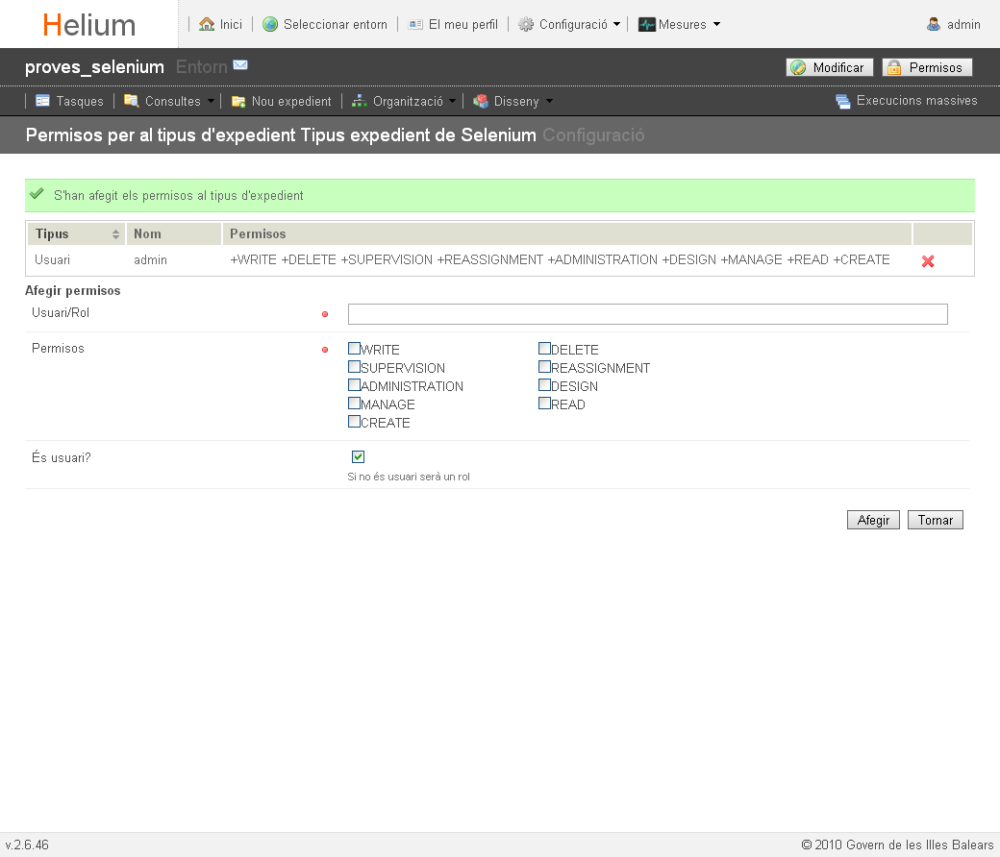 Helium Inici Seleccionar entorn El meu perfil Configuració Mesures admin
proves_selenium Entorn Modificar Permisos
Tasques Consultes Nou expedient Organització Disseny Execucions massives
Permisos per al tipus d'expedient Tipus expedient de Selenium Configuració
S'han afegit els permisos al tipus d'expedient
Tipus Nom Permisos
Usuari admin +WRITE +DELETE +SUPERVISION +REASSIGNMENT +ADMINISTRATION +DESIGN +MANAGE +READ +CREATE
Afegir permisos
Usuari/Rol
Permisos WRITE DELETE
SUPERVISION REASSIGNMENT
ADMINISTRATION DESIGN
MANAGE READ
CREATE
És usuari?
Si no és usuari serà un rol
Afegir Tornar
v.2.6.46 © 2010 Govern de les Illes Balears